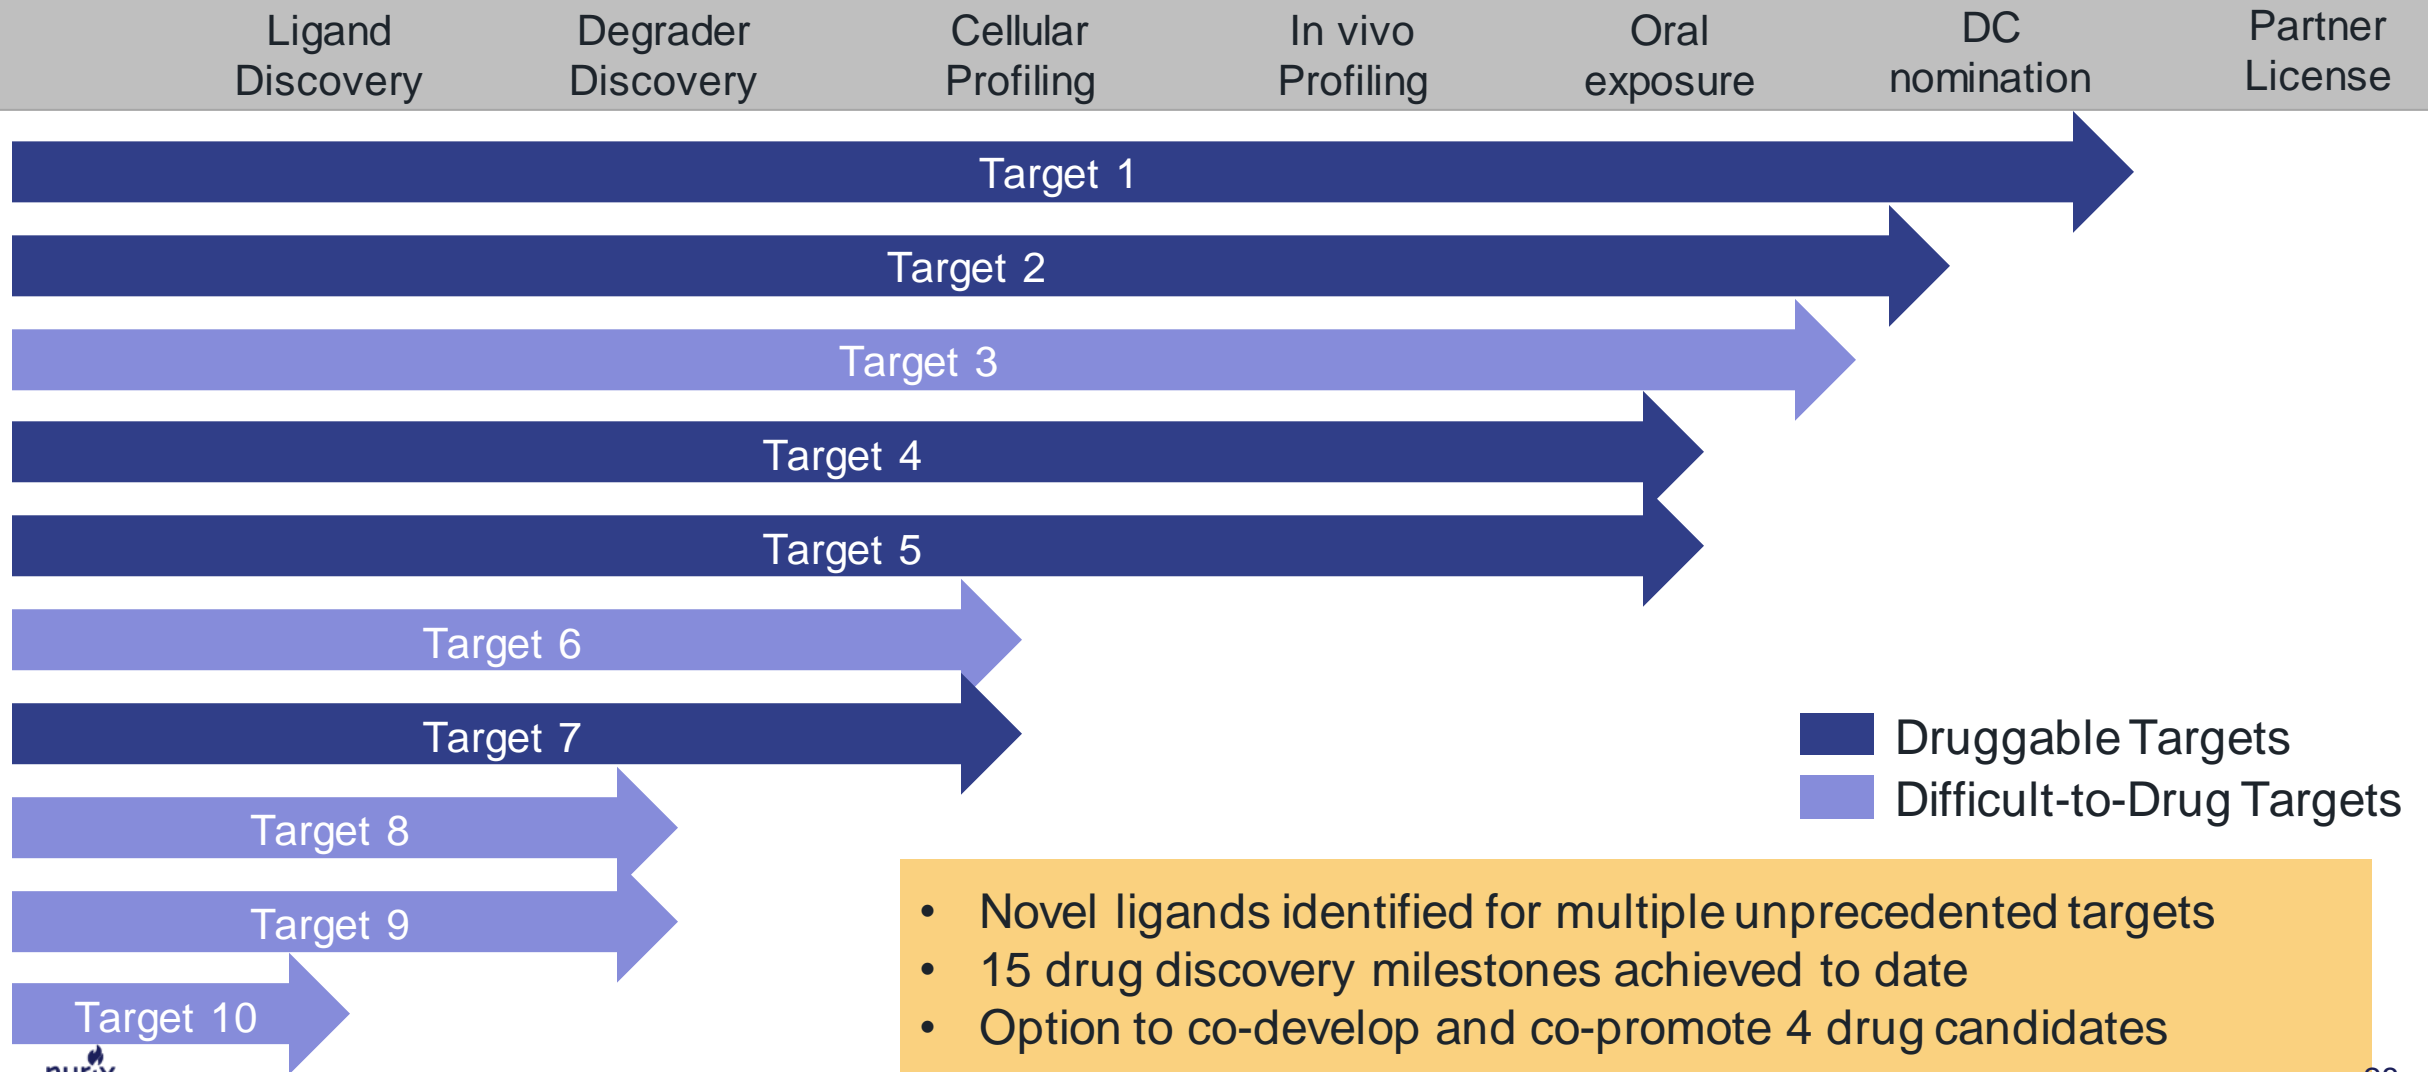 Ligand Discovery
Degrader Discovery
Cellular Profiling
In vivo Profiling
Oral exposure
DC nomination
Partner License
Target 1
Target 2
Target 3
Target 4
Target 5
Target 6
Target 7
Target 8
Target 9
Target 10
Druggable Targets
Difficult-to-Drug Targets
• Novel ligands identified for multiple unprecedented targets
• 15 drug discovery milestones achieved to date
• Option to co-develop and co-promote 4 drug candidates
nurix